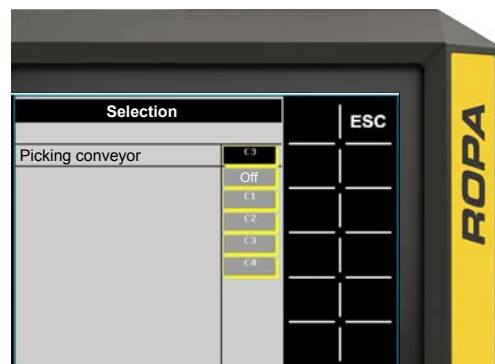 Selection
ESC
Picking conveyor C3
Off
C1
C2
C3
C4
ROPA